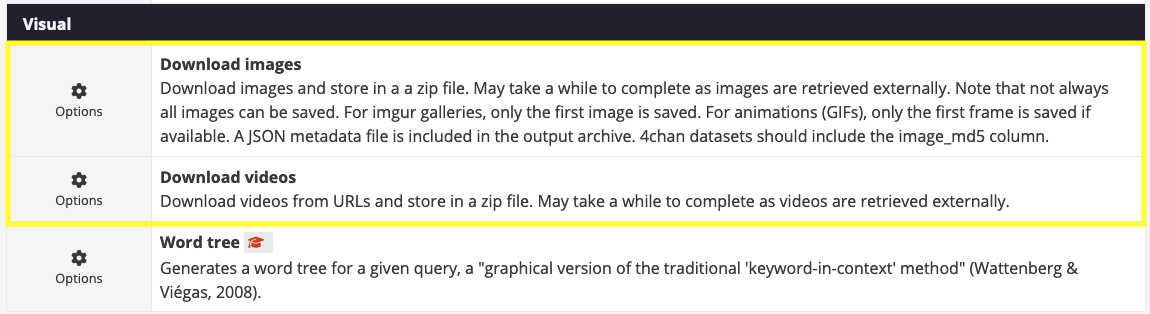 Visual
Options
Download images
Download images and store in a a zip file. May take a while to complete as images are retrieved externally. Note that not always
all images can be saved. For imgur galleries, only the first image is saved. For animations (GIFs), only the first frame is saved if
available. A JSON metadata file is included in the output archive. 4chan datasets should include the image_md5 column.
Options
Download videos
Download videos from URLs and store in a zip file. May take a while to complete as videos are retrieved externally.
Options
Word tree
Generates a word tree for a given query, a "graphical version of the traditional 'keyword-in-context' method" (Wattenberg &
Viégas, 2008).